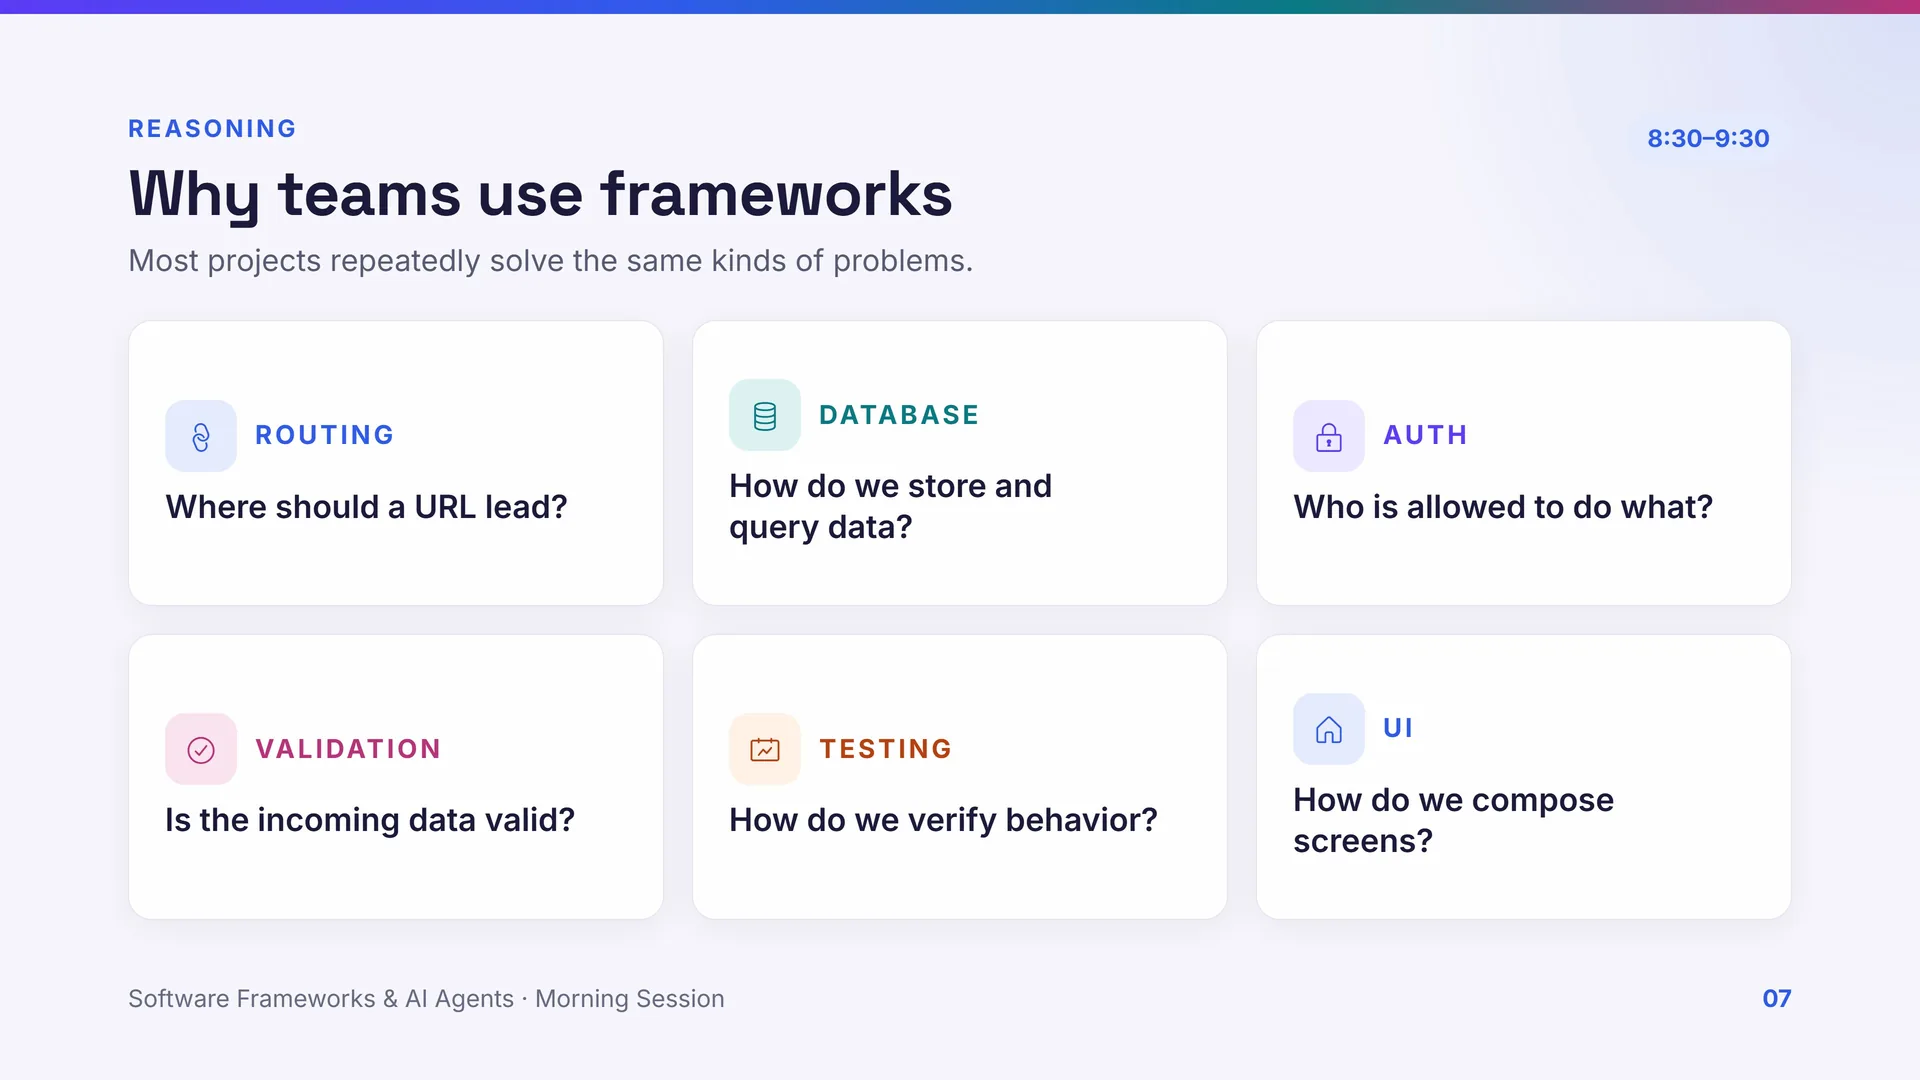 REASONING
8:30–9:30
Why teams use frameworks
Most projects repeatedly solve the same kinds of problems.
ROUTING
Where should a URL lead?
DATABASE
How do we store and
query data?
AUTH
Who is allowed to do what?
VALIDATION
Is the incoming data valid?
TESTING
How do we verify behavior?
UI
How do we compose
screens?
Software Frameworks & AI Agents · Morning Session
07